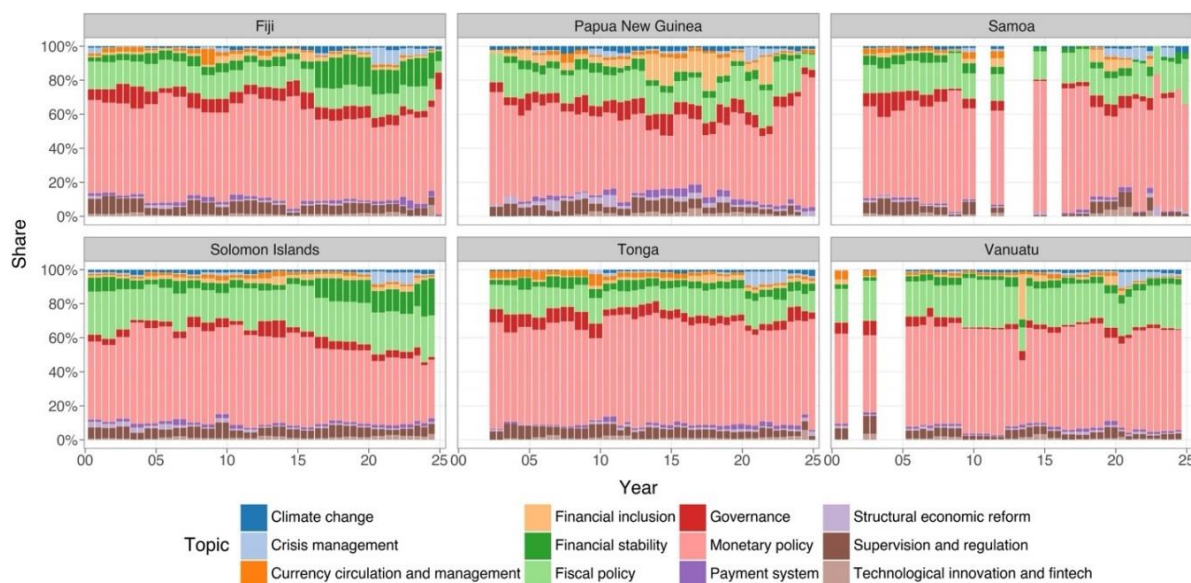 Fiji
Papua New Guinea
Samoa
100%
80%
60%
40%
20%
0%
Solomon Islands
Tonga
Vanuatu
100%
80%
60%
40%
20%
0%
Share
00 05 10 15 20 25
00 05 10 15 20 25
00 05 10 15 20 25
Year
Topic
Climate change
Crisis management
Currency circulation and management
Financial inclusion
Financial stability
Fiscal policy
Governance
Monetary policy
Payment system
Structural economic reform
Supervision and regulation
Technological innovation and fintech